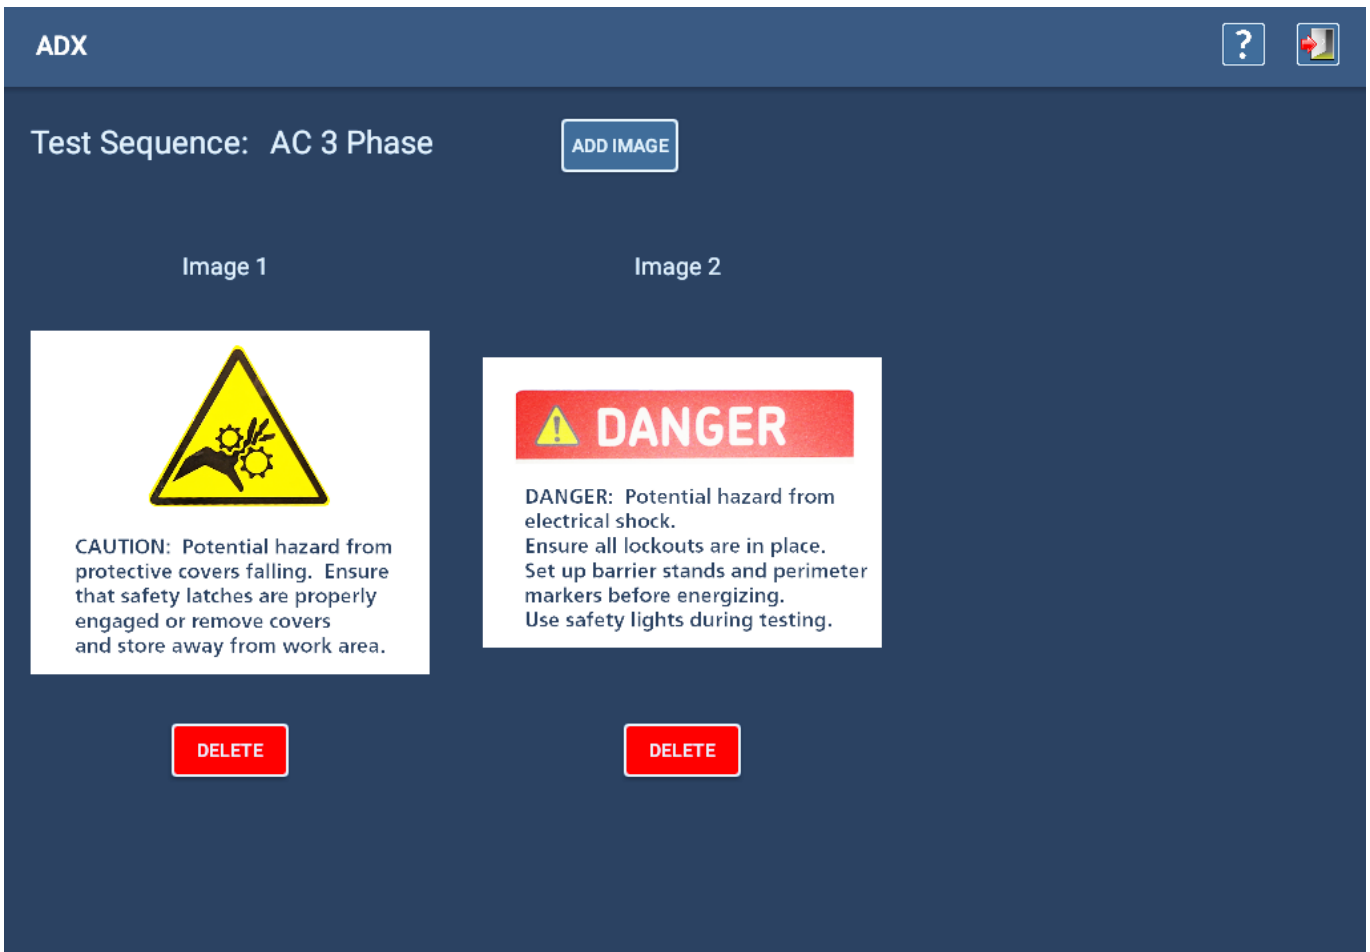 ADX
?
Test Sequence:  AC 3 Phase
ADD IMAGE
Image 1
Image 2
CAUTION:  Potential hazard from
protective covers falling.  Ensure
that safety latches are properly
engaged or remove covers
and store away from work area.
DANGER
DANGER:  Potential hazard from
electrical shock.
Ensure all lockouts are in place.
Set up barrier stands and perimeter
markers before energizing.
Use safety lights during testing.
DELETE
DELETE